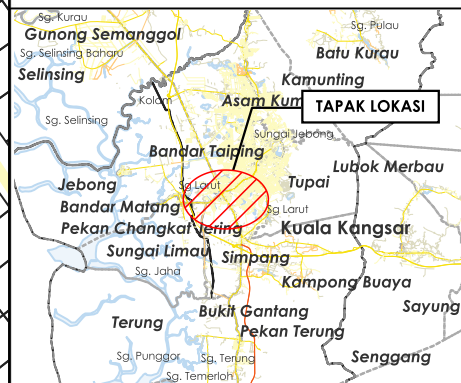 Sg. Kurau
Sg. Pulau
Gunong Semanggol
Sg. Selinsing Baharu
Batu Kurau
Selinsing
Kamunting
Kolam
Asam Kum
TAPAK LOKASI
Sg. Selinsing
Sungai Jebong
Bandar Taiping
Lubok Merbau
Jebong
Sg Larut
Tupai
Bandar Matang
Sg Larut
Pekan Changkat Jering
Kuala Kangsar
Sungai Limau
Simpang
Sg. Jaha
Kampong Buaya
Sayung
Bukit Gantang
Terung
Pekan Terung
Sg. Punggor
Sg. Terung
Senggang
Sg. Temerloh